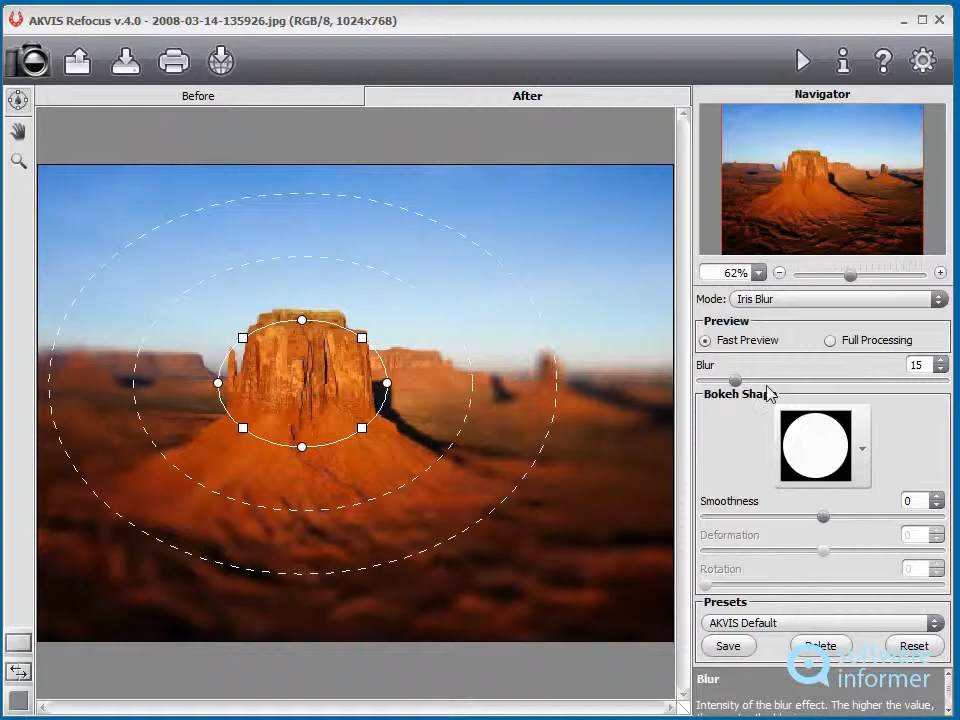 AKVIS Refocus v.4.0 - 2008-03-14-135926.jpg (RGB/8, 1024x768)
Before
After
Navigator
62%
Mode: Iris Blur
Preview
Fast Preview
Full Processing
Blur
15
Bokeh Shap
Smoothness
0
Deformation
0
Rotation
0
Presets
AKVIS Default
Save
Delete
Reset
software
informer
Blur
Intensity of the blur effect. The higher the value,